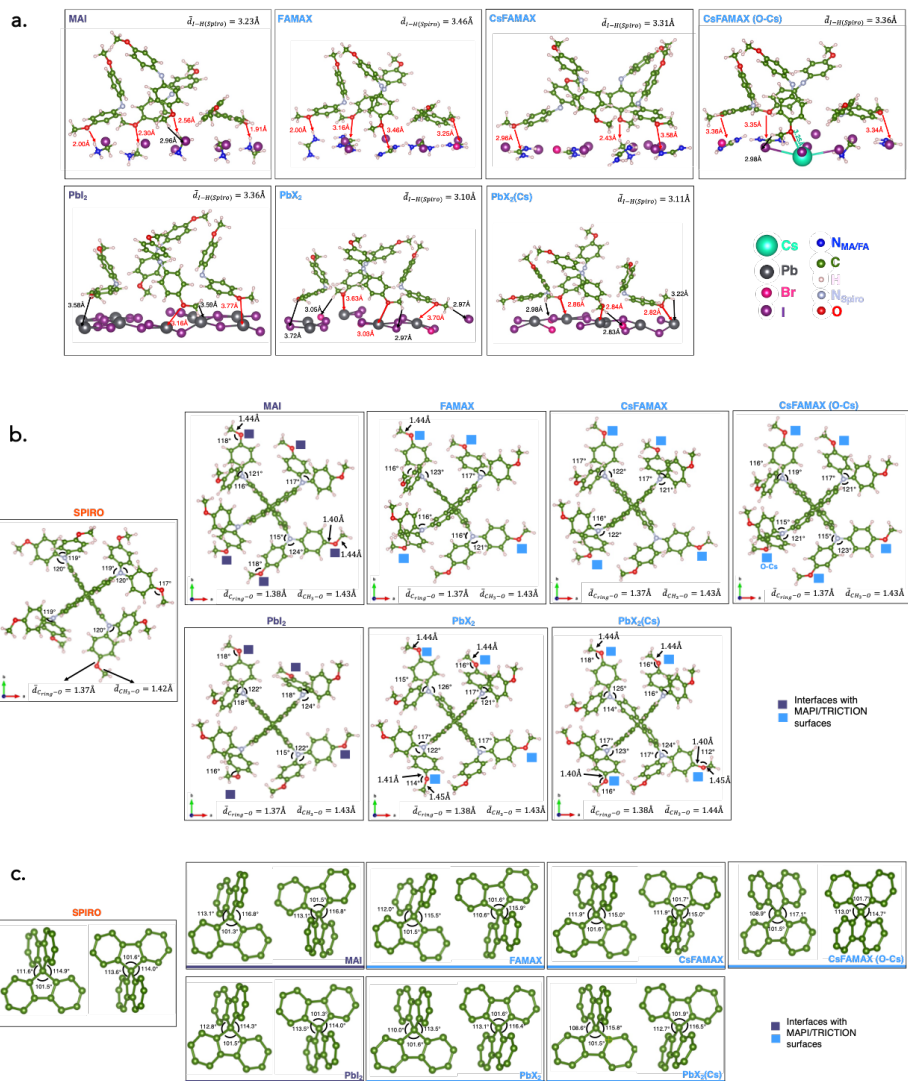 a.
MAI
d̄I−H(Spiro) = 3.23Å
2.00Å
2.30Å
2.56Å
2.96Å
1.91Å
FAMAX
d̄I−H(Spiro) = 3.46Å
2.00Å
3.16Å
3.46Å
3.25Å
CsFAMAX
d̄I−H(Spiro) = 3.31Å
2.96Å
2.43Å
3.58Å
CsFAMAX (O-Cs)
d̄I−H(Spiro) = 3.36Å
3.36Å
3.35Å
2.98Å
3.34Å
PbI2
d̄I−H(Spiro) = 3.36Å
3.58Å
3.16Å
3.59Å
3.77Å
PbX2
d̄I−H(Spiro) = 3.10Å
3.72Å
3.05Å
3.63Å
3.03Å
2.97Å
3.70Å
2.97Å
PbX2(Cs)
d̄I−H(Spiro) = 3.11Å
2.98Å
2.66Å
2.84Å
2.83Å
2.82Å
3.22Å
Cs
Pb
Br
I
NMA/FA
C
H
NSpiro
O
b.
SPIRO
119°
120°
119°
120°
117°
119°
120°
d̄Cring−O = 1.37Å d̄CH3−O = 1.42Å
MAI
1.44Å
118°
121°
116°
117°
115°
124°
118°
1.40Å
1.44Å
d̄Cring−O = 1.38Å d̄CH3−O = 1.43Å
FAMAX
1.44Å
116°
123°
117°
116°
116°
121°
d̄Cring−O = 1.37Å d̄CH3−O = 1.43Å
CsFAMAX
116°
122°
117°
116°
122°
d̄Cring−O = 1.37Å d̄CH3−O = 1.43Å
CsFAMAX (O-Cs)
116°
119°
117°
121°
115°
121°
115°
123°
O-Cs
d̄Cring−O = 1.37Å d̄CH3−O = 1.43Å
PbI2
118°
122°
118°
118°
124°
115°
122°
116°
d̄Cring−O = 1.37Å d̄CH3−O = 1.43Å
PbX2
1.44Å
116°
115°
126°
117°
121°
117°
122°
117°
1.41Å
114°
1.45Å
d̄Cring−O = 1.38Å d̄CH3−O = 1.43Å
PbX2(Cs)
1.44Å
1.44Å
118°
116°
125°
114°
116°
117°
123°
117°
124°
1.40Å
112°
1.45Å
1.40Å
116°
d̄Cring−O = 1.38Å d̄CH3−O = 1.44Å
Interfaces with
MAPI/TRICTION
surfaces
c.
SPIRO
111.6°
114.9°
101.5°
101.6°
113.6°
114.0°
113.1°
116.8°
101.3°
101.5°
113.1°
116.8°
MAI
112.0°
115.5°
101.5°
101.6°
110.6°
115.9°
FAMAX
111.9°
115.0°
101.6°
101.7°
111.9°
115.0°
CsFAMAX
108.9°
117.1°
101.5°
101.7°
113.0°
114.7°
CsFAMAX (O-Cs)
112.8°
114.3°
101.5°
101.3°
113.5°
114.0°
PbI2
110.0°
113.5°
101.6°
101.6°
113.1°
116.4°
PbX2
108.6°
115.8°
101.5°
101.9°
112.7°
116.5°
PbX2(Cs)
Interfaces with
MAPI/TRICTION
surfaces